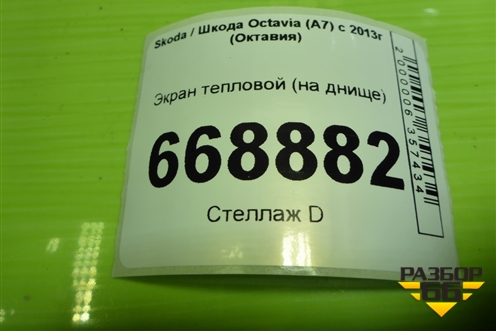 Skoda / Шкода Octavia (A7) с 2013г
(Октавия)
Экран тепловой (на днище)
668882
Стеллаж D
2000006357434
РАЗБОР
66